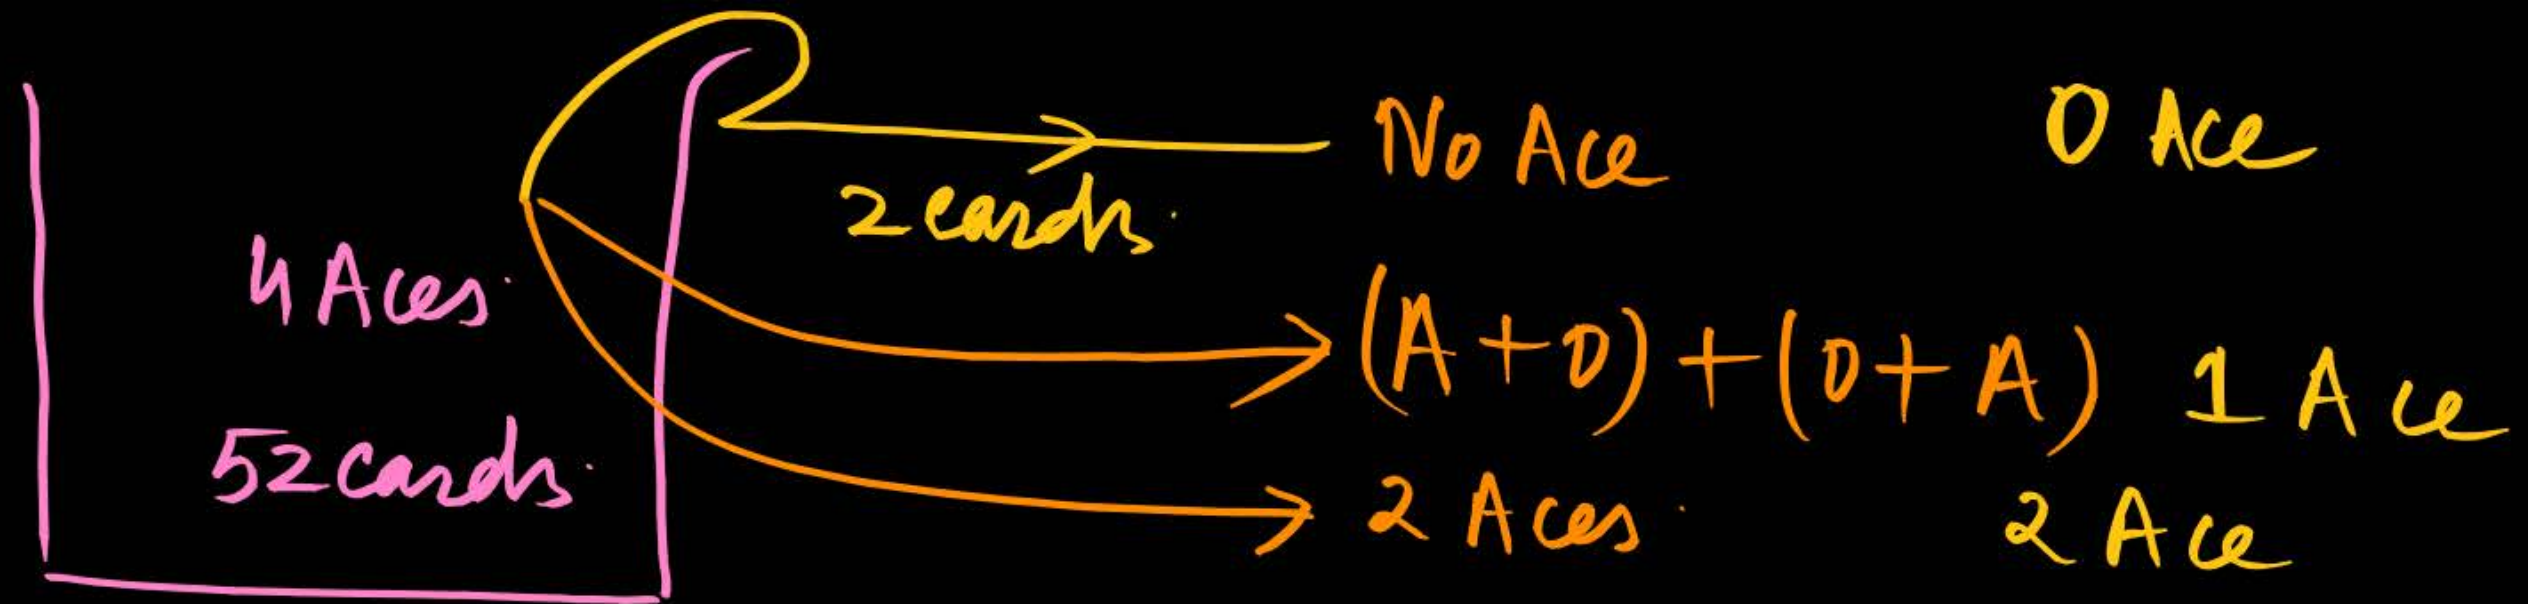 No Ace 0 Ace
2 cards.
4 Aces.
(A+0)+(0+A) 1 Ace
52 cards.
2 Aces. 2 Ace